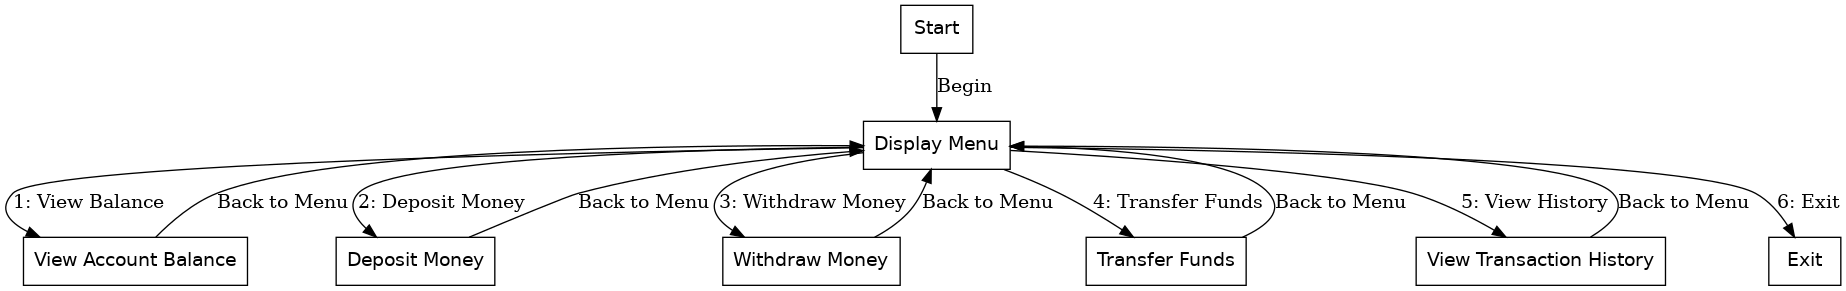 Start
Begin
Display Menu
1: View Balance
Back to Menu
2: Deposit Money
Back to Menu
3: Withdraw Money
Back to Menu
4: Transfer Funds
Back to Menu
5: View History
Back to Menu
6: Exit
View Account Balance
Deposit Money
Withdraw Money
Transfer Funds
View Transaction History
Exit